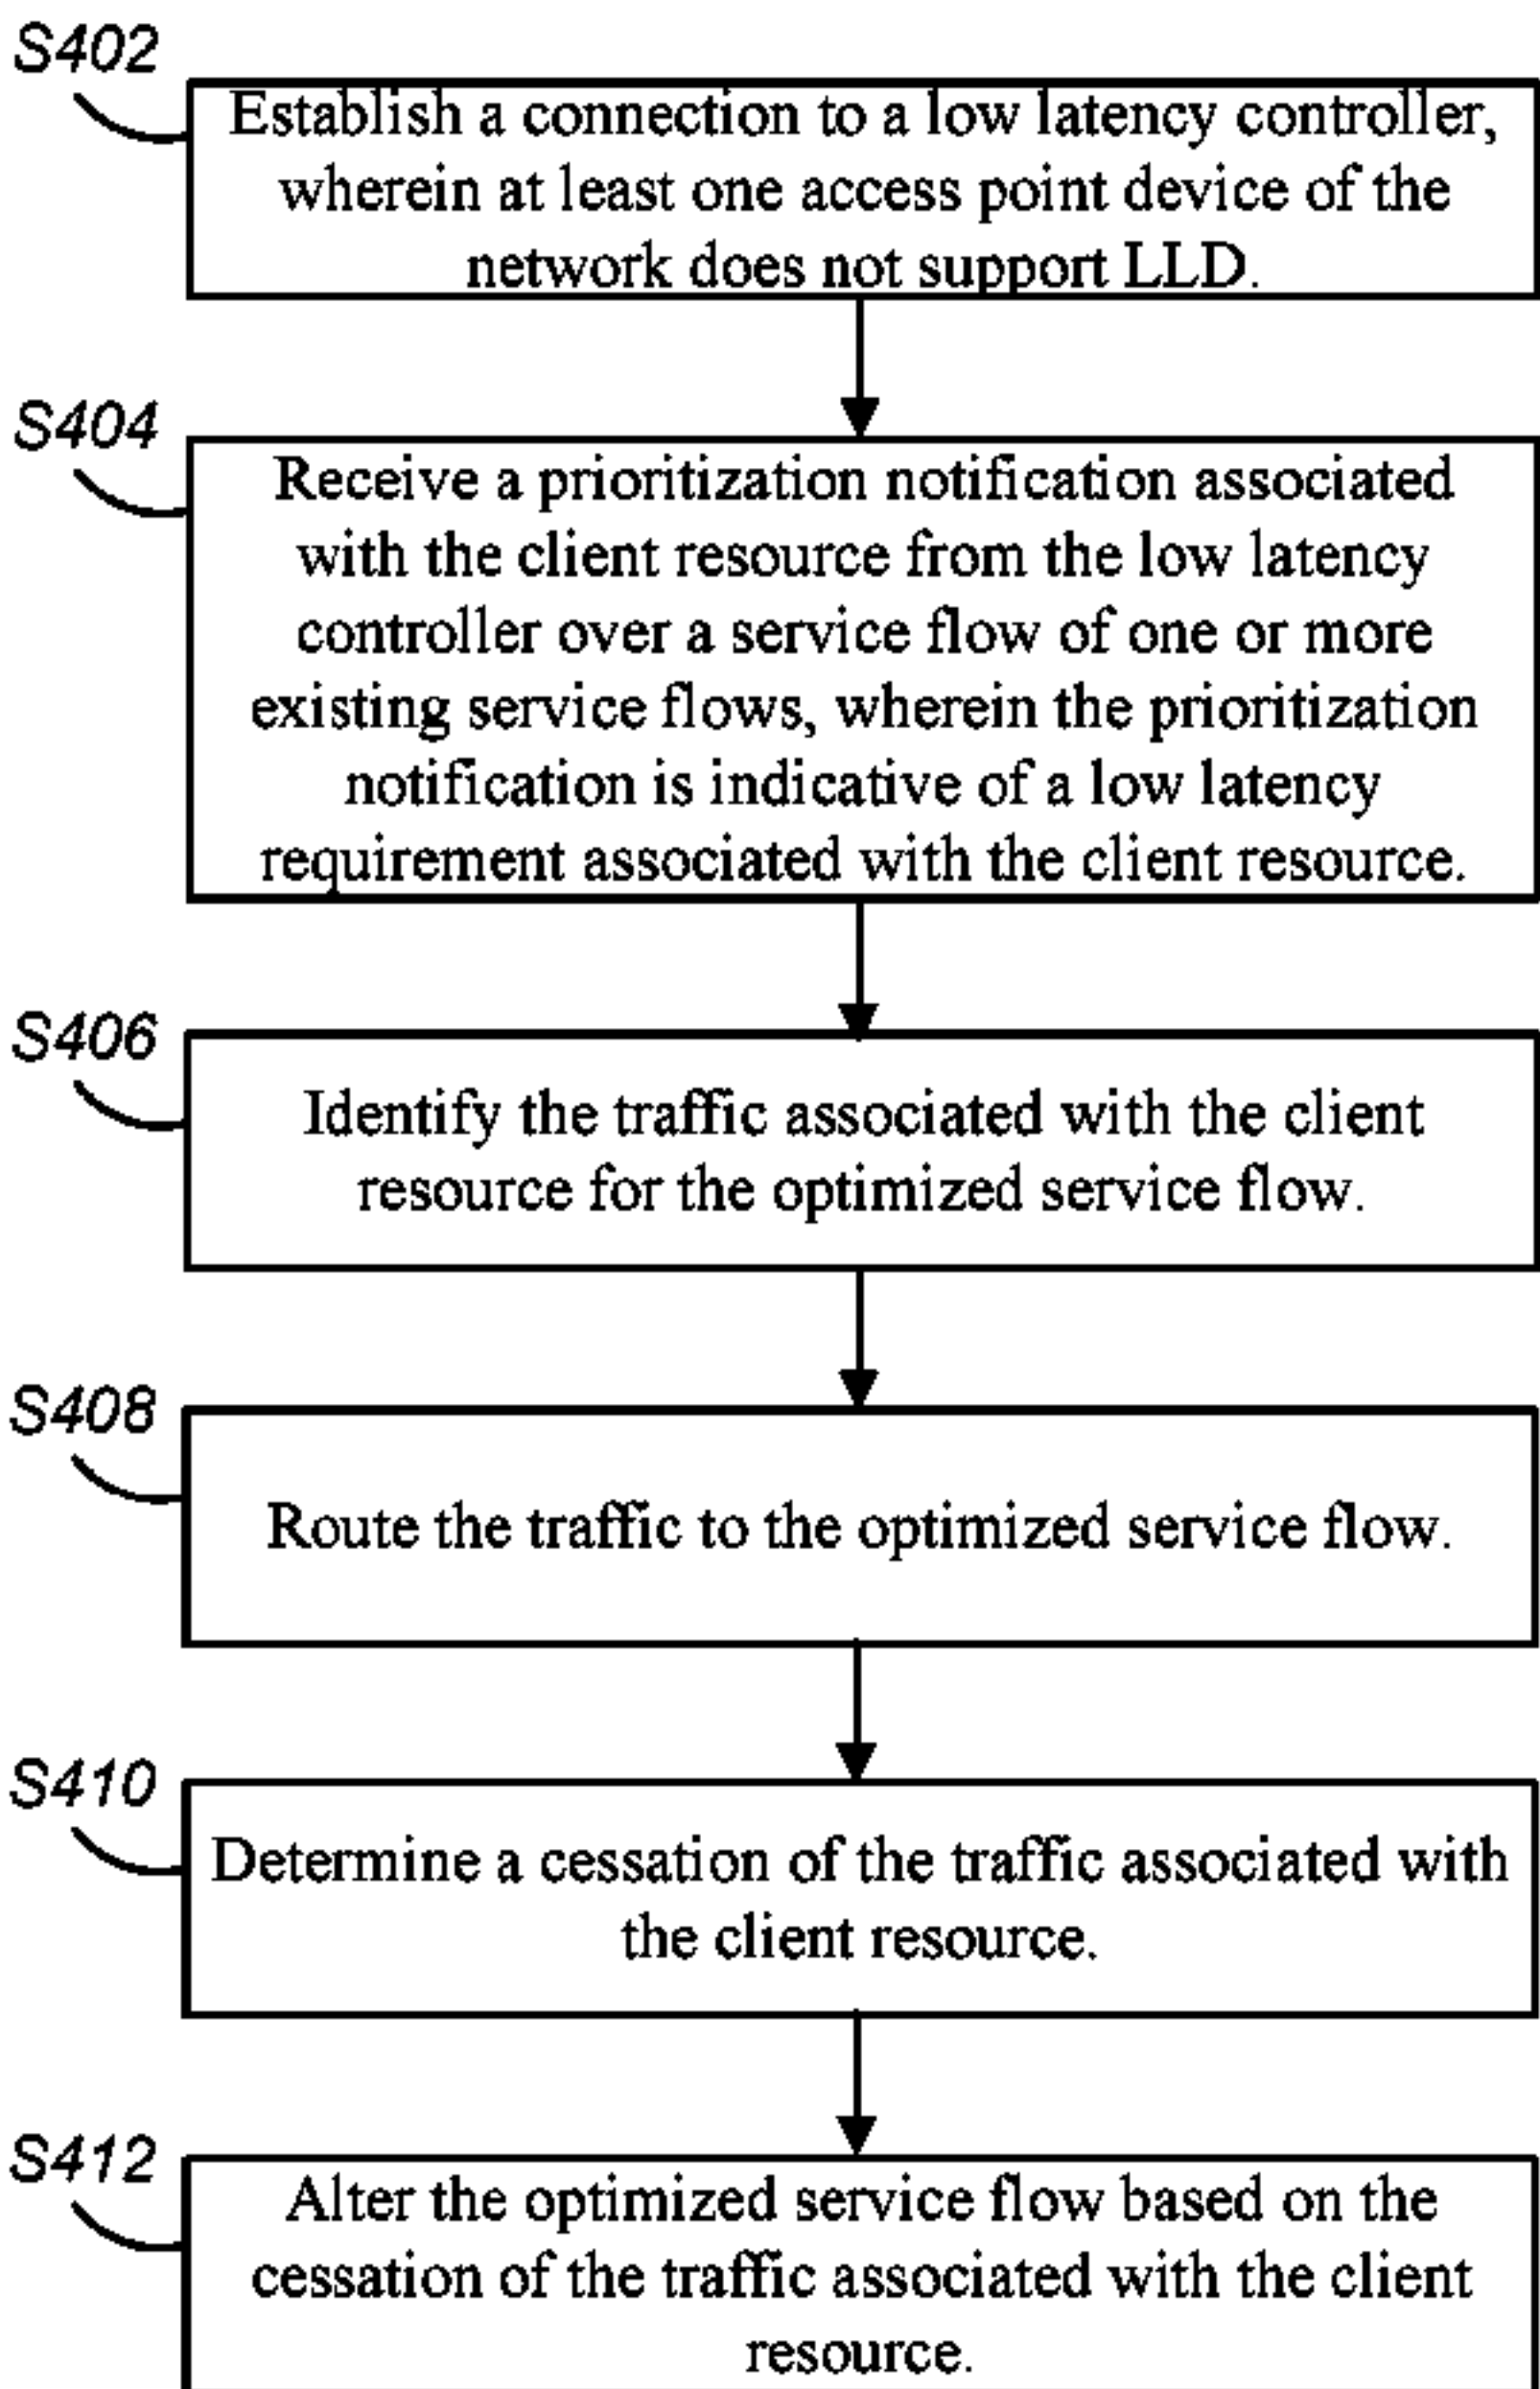 S402
Establish a connection to a low latency controller,
wherein at least one access point device of the
network does not support LLD.
S404
Receive a prioritization notification associated
with the client resource from the low latency
controller over a service flow of one or more
existing service flows, wherein the prioritization
notification is indicative of a low latency
requirement associated with the client resource.
S406
Identify the traffic associated with the client
resource for the optimized service flow.
S408
Route the traffic to the optimized service flow.
S410
Determine a cessation of the traffic associated with
the client resource.
S412
Alter the optimized service flow based on the
cessation of the traffic associated with the client
resource.